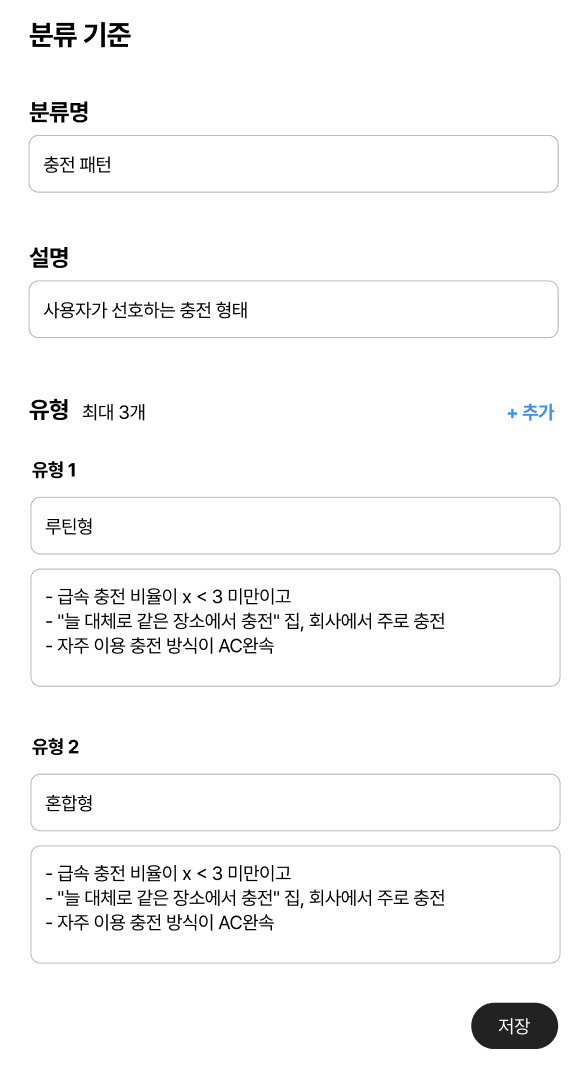 분류 기준
분류명
충전 패턴
설명
사용자가 선호하는 충전 형태
유형 최대 3개 + 추가
유형 1
루틴형
- 급속 충전 비율이 x < 3 미만이고
- "늘 대체로 같은 장소에서 충전" 집, 회사에서 주로 충전
- 자주 이용 충전 방식이 AC완속
유형 2
혼합형
- 급속 충전 비율이 x < 3 미만이고
- "늘 대체로 같은 장소에서 충전" 집, 회사에서 주로 충전
- 자주 이용 충전 방식이 AC완속
저장